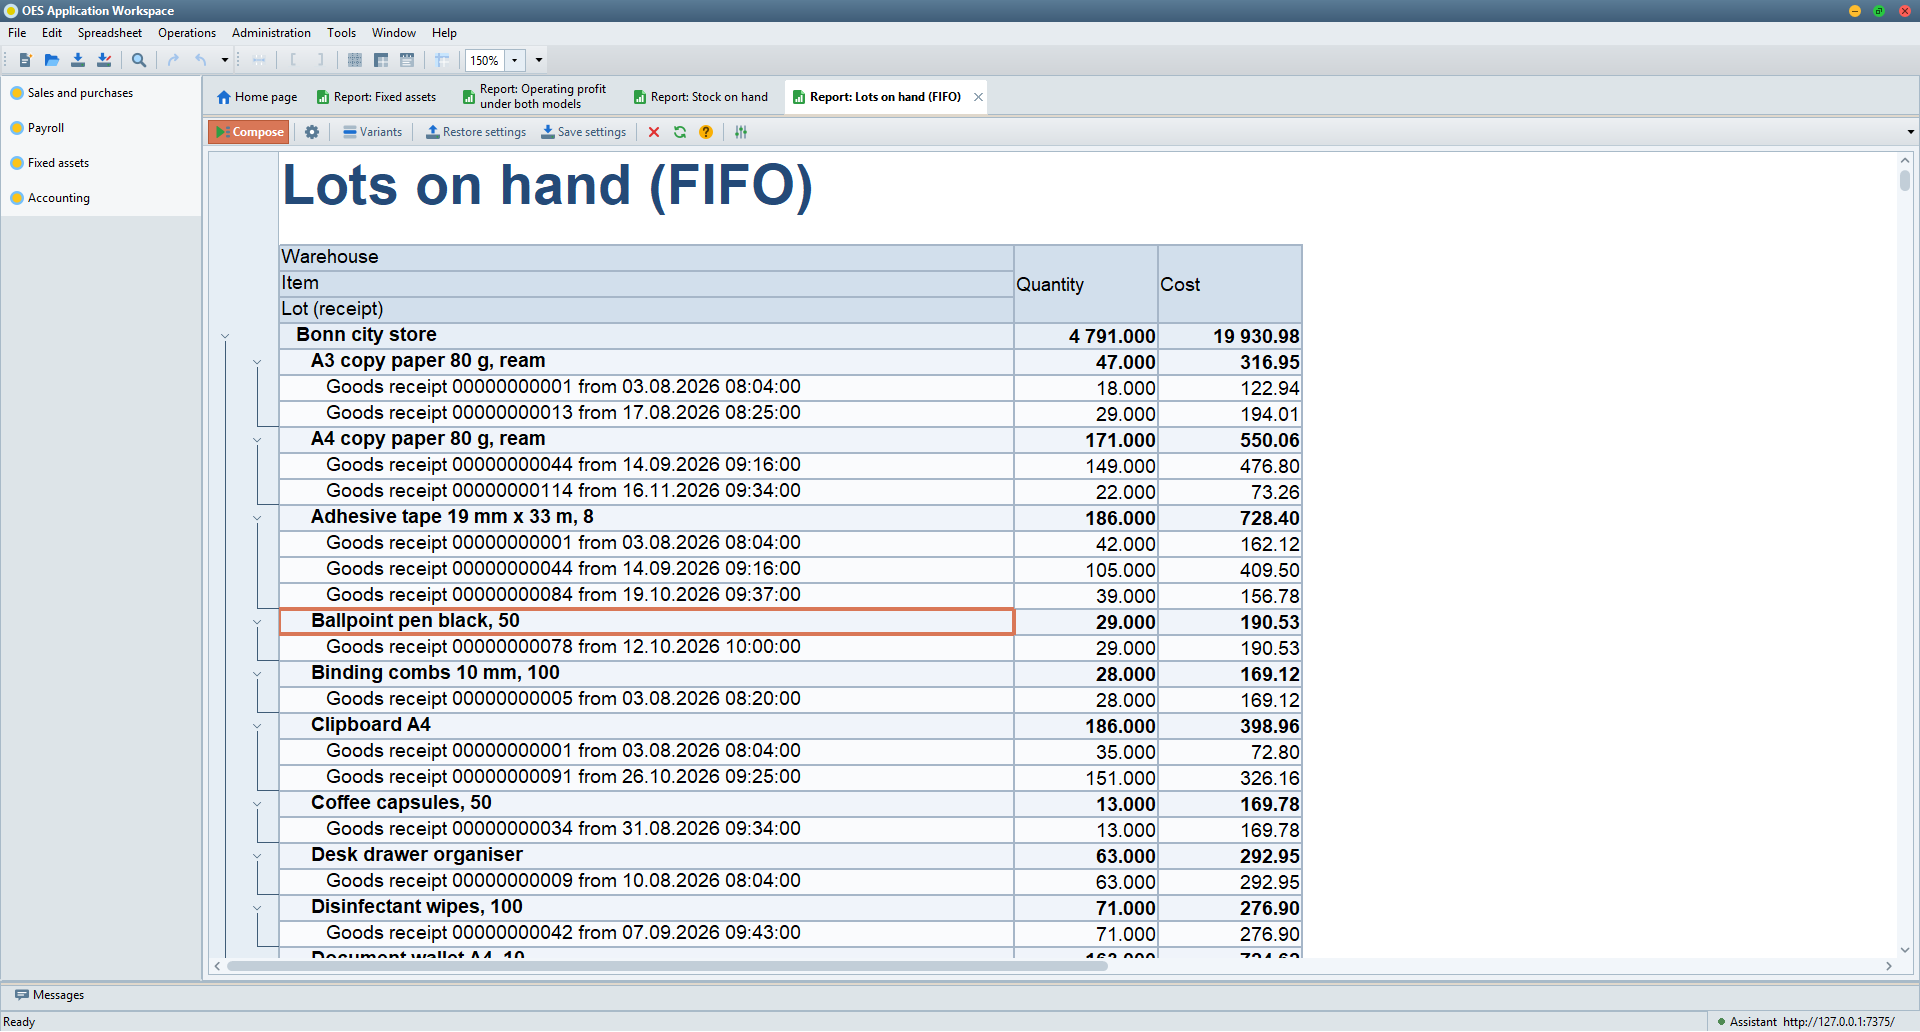 OES Application Workspace
File Edit Spreadsheet Operations Administration Tools Window Help
150%
Sales and purchases
Payroll
Fixed assets
Accounting
Home page
Report: Fixed assets
Report: Operating profit
under both models
Report: Stock on hand
Report: Lots on hand (FIFO)
Compose Variants Restore settings Save settings
Lots on hand (FIFO)
Warehouse
Item
Lot (receipt)
Quantity Cost
Bonn city store 4 791.000 19 930.98
A3 copy paper 80 g, ream 47.000 316.95
Goods receipt 00000000001 from 03.08.2026 08:04:00 18.000 122.94
Goods receipt 00000000013 from 17.08.2026 08:25:00 29.000 194.01
A4 copy paper 80 g, ream 171.000 550.06
Goods receipt 00000000044 from 14.09.2026 09:16:00 149.000 476.80
Goods receipt 00000000114 from 16.11.2026 09:34:00 22.000 73.26
Adhesive tape 19 mm x 33 m, 8 186.000 728.40
Goods receipt 00000000001 from 03.08.2026 08:04:00 42.000 162.12
Goods receipt 00000000044 from 14.09.2026 09:16:00 105.000 409.50
Goods receipt 00000000084 from 19.10.2026 09:37:00 39.000 156.78
Ballpoint pen black, 50 29.000 190.53
Goods receipt 00000000078 from 12.10.2026 10:00:00 29.000 190.53
Binding combs 10 mm, 100 28.000 169.12
Goods receipt 00000000005 from 03.08.2026 08:20:00 28.000 169.12
Clipboard A4 186.000 398.96
Goods receipt 00000000001 from 03.08.2026 08:04:00 35.000 72.80
Goods receipt 00000000091 from 26.10.2026 09:25:00 151.000 326.16
Coffee capsules, 50 13.000 169.78
Goods receipt 00000000034 from 31.08.2026 09:34:00 13.000 169.78
Desk drawer organiser 63.000 292.95
Goods receipt 00000000009 from 10.08.2026 08:04:00 63.000 292.95
Disinfectant wipes, 100 71.000 276.90
Goods receipt 00000000042 from 07.09.2026 09:43:00 71.000 276.90
Document wallet A4, 10
Messages
Ready
Assistant http://127.0.0.1:7375/